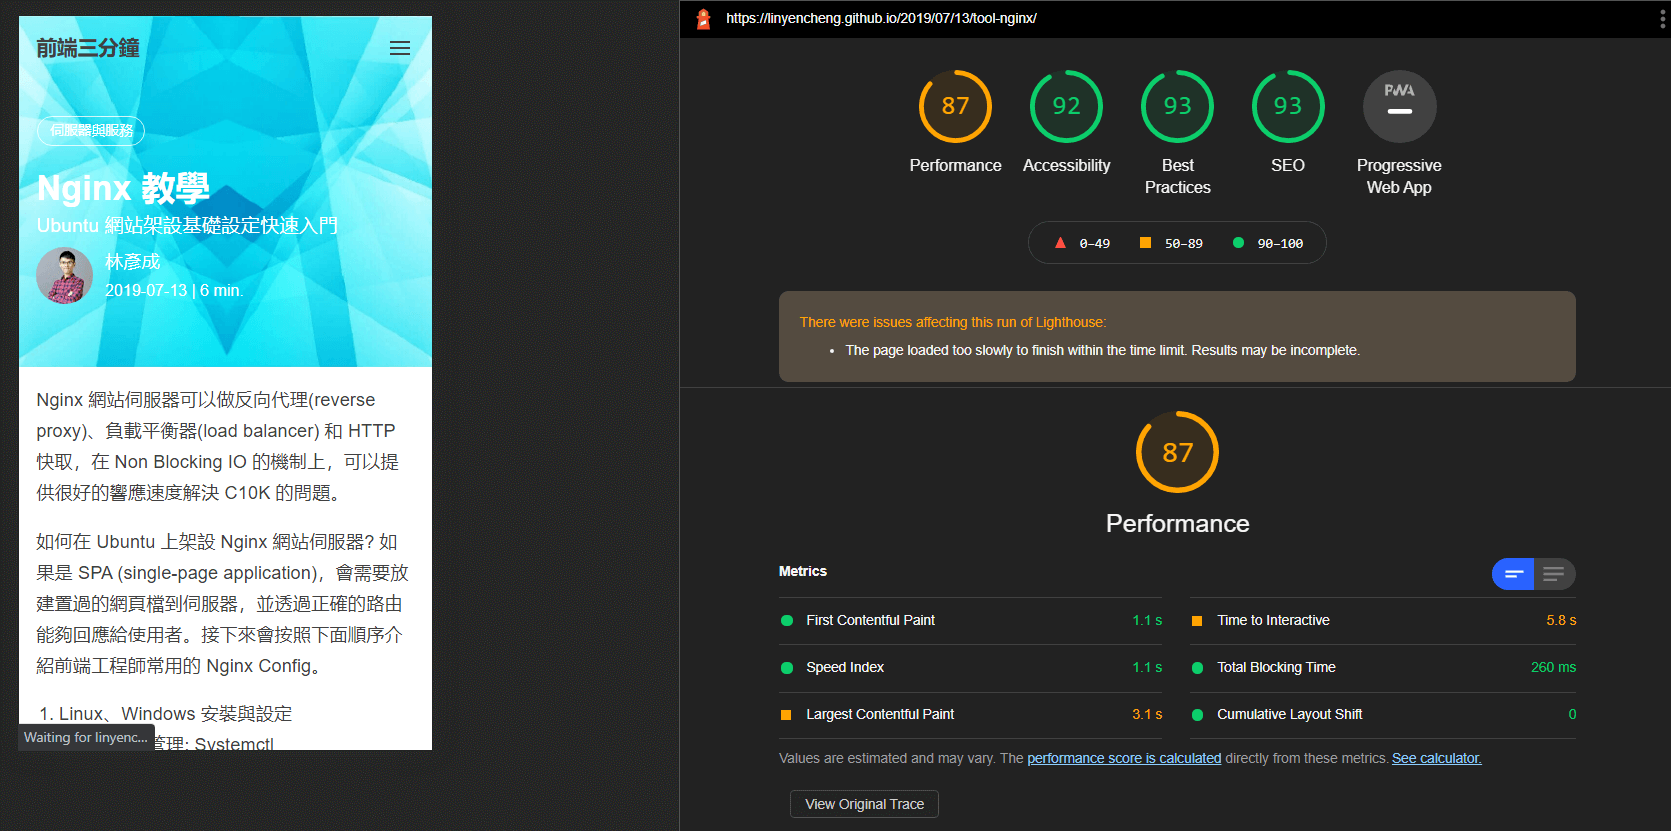 前端三分鐘
伺服器與服務
Nginx 教學
Ubuntu 網站架設基礎設定快速入門
林彥成
2019-07-13 | 6 min.
Nginx 網站伺服器可以做反向代理(reverse
proxy)、負載平衡器(load balancer) 和 HTTP
快取，在 Non Blocking IO 的機制上，可以提
供很好的響應速度解決 C10K 的問題。
如何在 Ubuntu 上架設 Nginx 網站伺服器? 如
果是 SPA (single-page application)，會需要放
建置過的網頁檔到伺服器，並透過正確的路由
能夠回應給使用者。接下來會按照下面順序介
紹前端工程師常用的 Nginx Config。
1. Linux、Windows 安裝與設定
管理: Systemctl
Waiting for linyenc...
https://linyencheng.github.io/2019/07/13/tool-nginx/
87
Performance
92
Accessibility
93
Best
Practices
93
SEO
PWA
Progressive
Web App
0–49
50–89
90–100
There were issues affecting this run of Lighthouse:
• The page loaded too slowly to finish within the time limit. Results may be incomplete.
87
Performance
Metrics
First Contentful Paint 1.1 s
Time to Interactive 5.8 s
Speed Index 1.1 s
Total Blocking Time 260 ms
Largest Contentful Paint 3.1 s
Cumulative Layout Shift 0
Values are estimated and may vary. The performance score is calculated directly from these metrics. See calculator.
View Original Trace